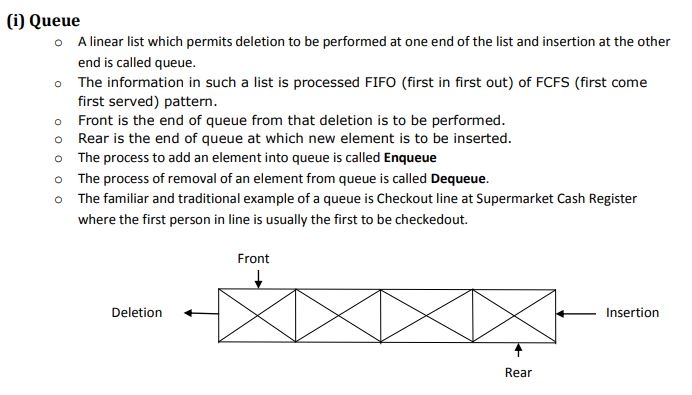 (i) Queue
o A linear list which permits deletion to be performed at one end of the list and insertion at the other
end is called queue.
o The information in such a list is processed FIFO (first in first out) of FCFS (first come
first served) pattern.
o Front is the end of queue from that deletion is to be performed.
o Rear is the end of queue at which new element is to be inserted.
o The process to add an element into queue is called Enqueue
o The process of removal of an element from queue is called Dequeue.
o The familiar and traditional example of a queue is Checkout line at Supermarket Cash Register
where the first person in line is usually the first to be checkedout.
Front
Deletion
Insertion
Rear